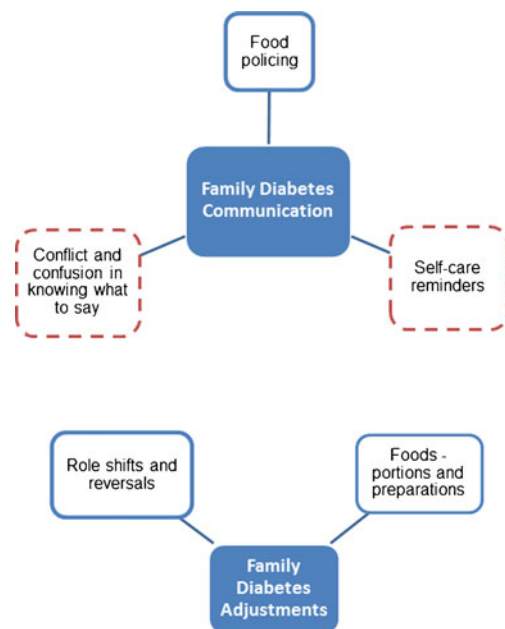 Food
policing
Family Diabetes
Communication
Conflict and
confusion in
knowing what
to say
Self-care
reminders
Role shifts and
reversals
Foods -
portions and
preparations
Family
Diabetes
Adjustments